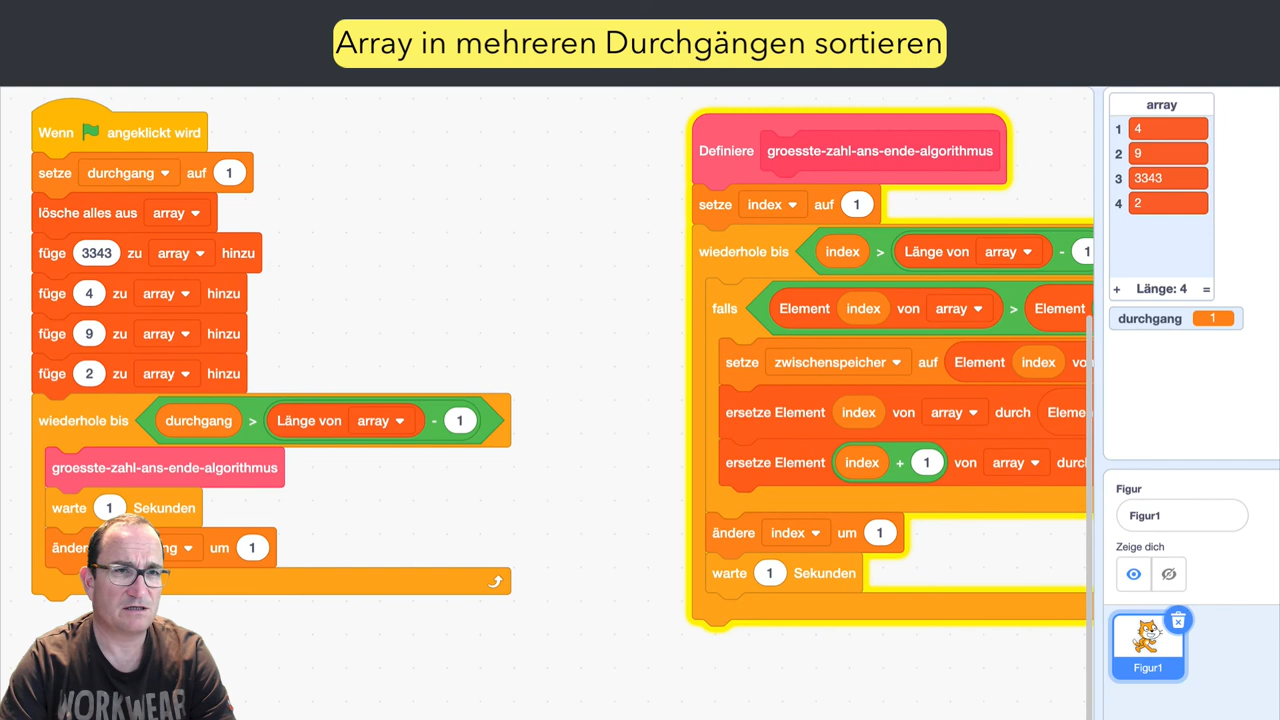 Array in mehreren Durchgängen sortieren
Wenn angeklickt wird
setze durchgang auf 1
lösche alles aus array
füge 3343 zu array hinzu
füge 4 zu array hinzu
füge 9 zu array hinzu
füge 2 zu array hinzu
wiederhole bis durchgang > Länge von array - 1
groesste-zahl-ans-ende-algorithmus
warte 1 Sekunden
um 1
Definiere groesste-zahl-ans-ende-algorithmus
setze index auf 1
wiederhole bis index > Länge von array - 1
falls Element index von array > Element
setze zwischenspeicher auf Element index
ersetze Element index von array durch
ersetze Element index + 1 von array
ändere index um 1
warte 1 Sekunden
array
1 4
2 9
3 3343
4 2
+ Länge: 4 =
durchgang 1
Figur
Figur1
Zeige dich
Figur1
WORKWEAR